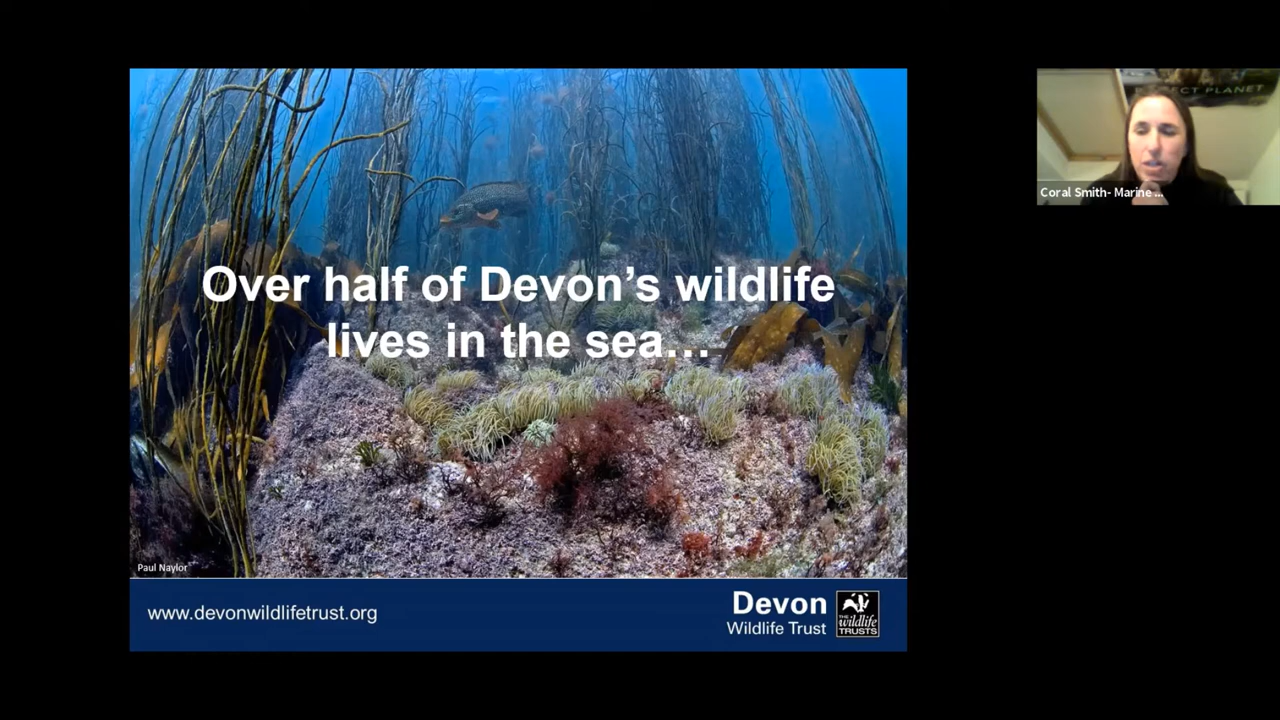 Over half of Devon’s wildlife
lives in the sea…
Paul Naylor
www.devonwildlifetrust.org
Devon
Wildlife Trust
THE
wildlife
TRUSTS
PLANET
Coral Smith- Marine ...